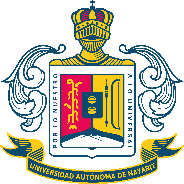 POR LO NUESTRO
A LO UNIVERSAL
UNIVERSIDAD AUTÓNOMA DE NAYARIT